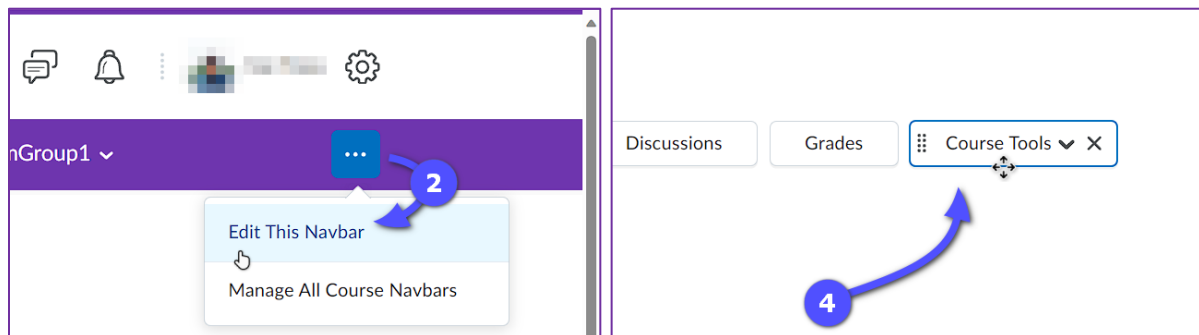 nGroup1
...
2
Edit This Navbar
Manage All Course Navbars
Discussions
Grades
Course Tools
4